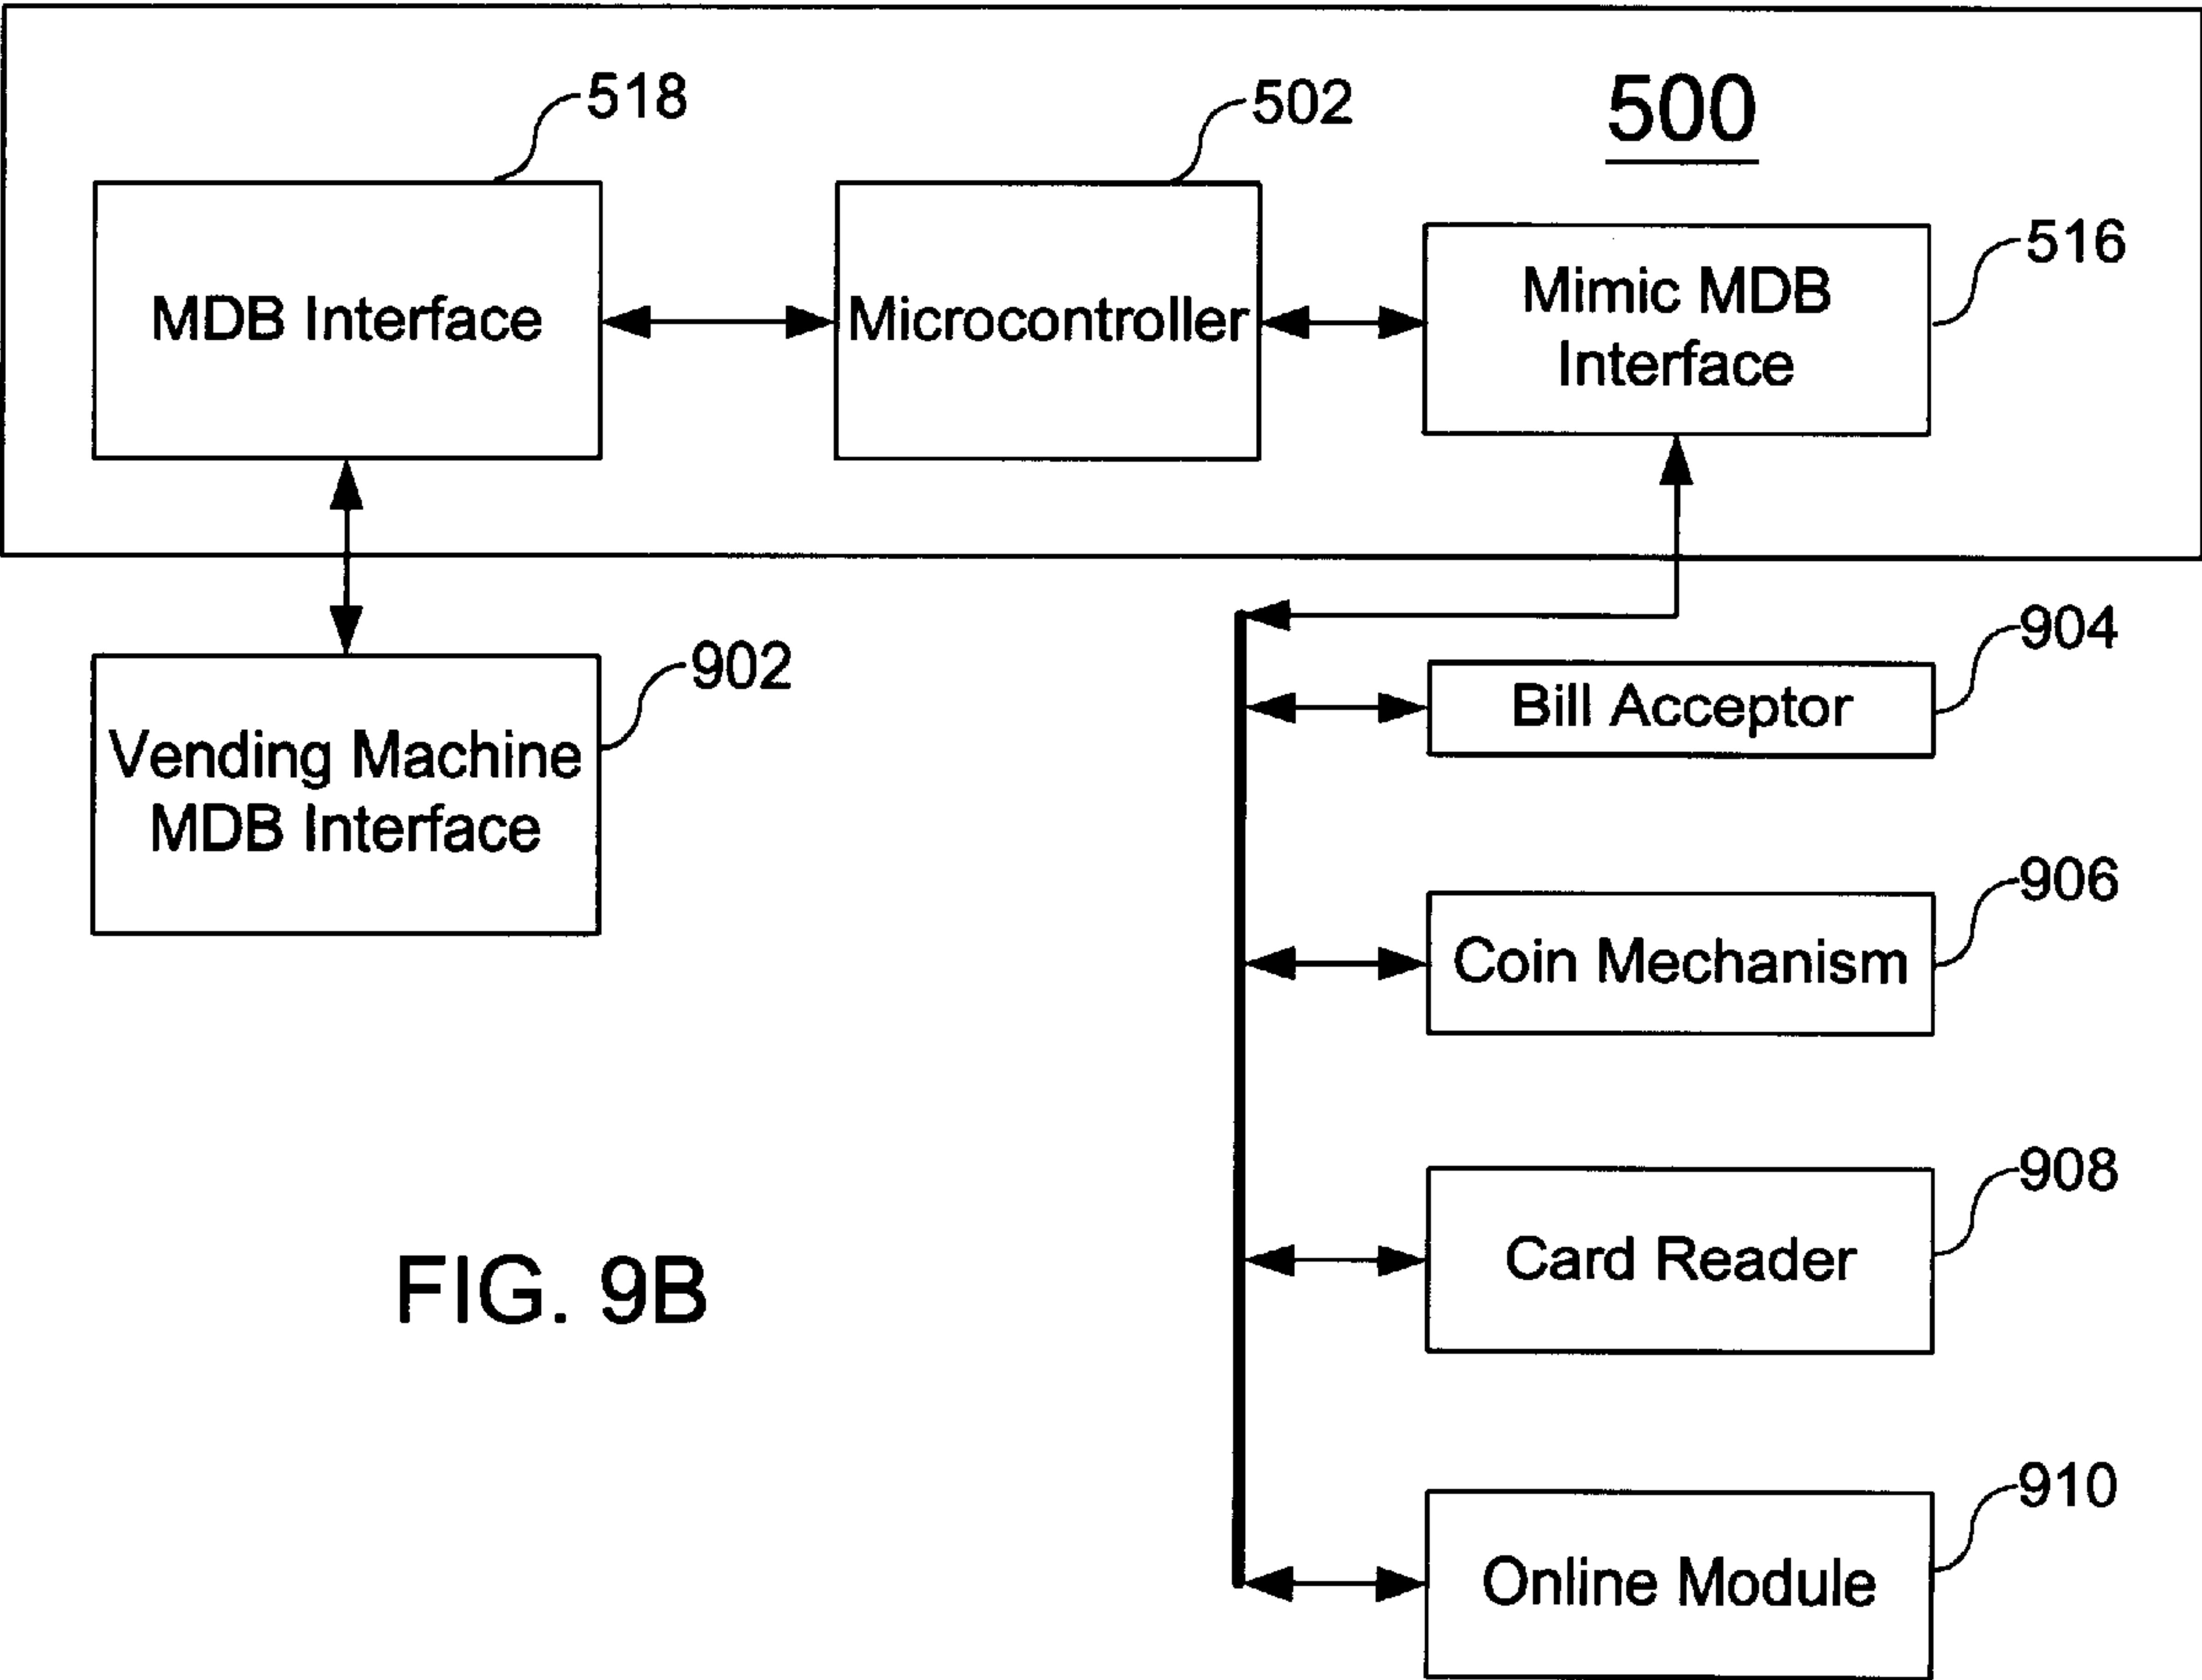 518
502
500
MDB Interface
Microcontroller
Mimic MDB
Interface
516
902
Vending Machine
MDB Interface
904
Bill Acceptor
906
Coin Mechanism
908
Card Reader
910
Online Module
FIG. 9B